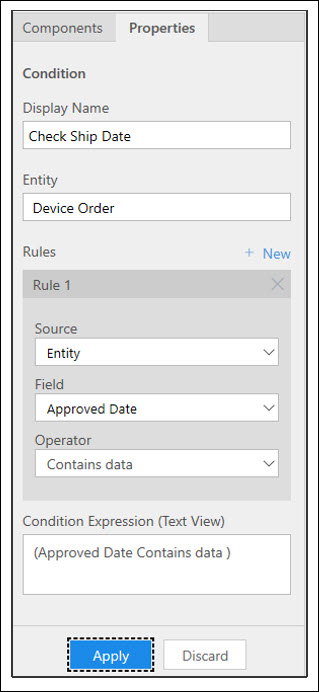 Components Properties
Condition
Display Name
Check Ship Date
Entity
Device Order
Rules + New
Rule 1
Source
Entity
Field
Approved Date
Operator
Contains data
Condition Expression (Text View)
(Approved Date Contains data )
Apply Discard